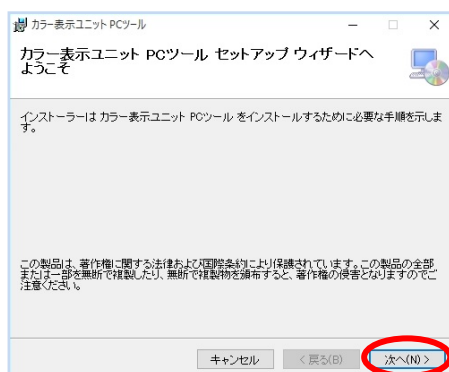 カラー表示ユニット PCツール
カラー表示ユニット PCツール セットアップ ウィザードへ
ようこそ
インストーラーは カラー表示ユニット PCツール をインストールするために必要な手順を示しま
す。
この製品は、著作権に関する法律および国際条約により保護されています。この製品の全部
または一部を無断で複製したり、無断で複製物を頒布すると、著作権の侵害となりますのでご
注意ください。
キャンセル
< 戻る(B)
次へ(N) >